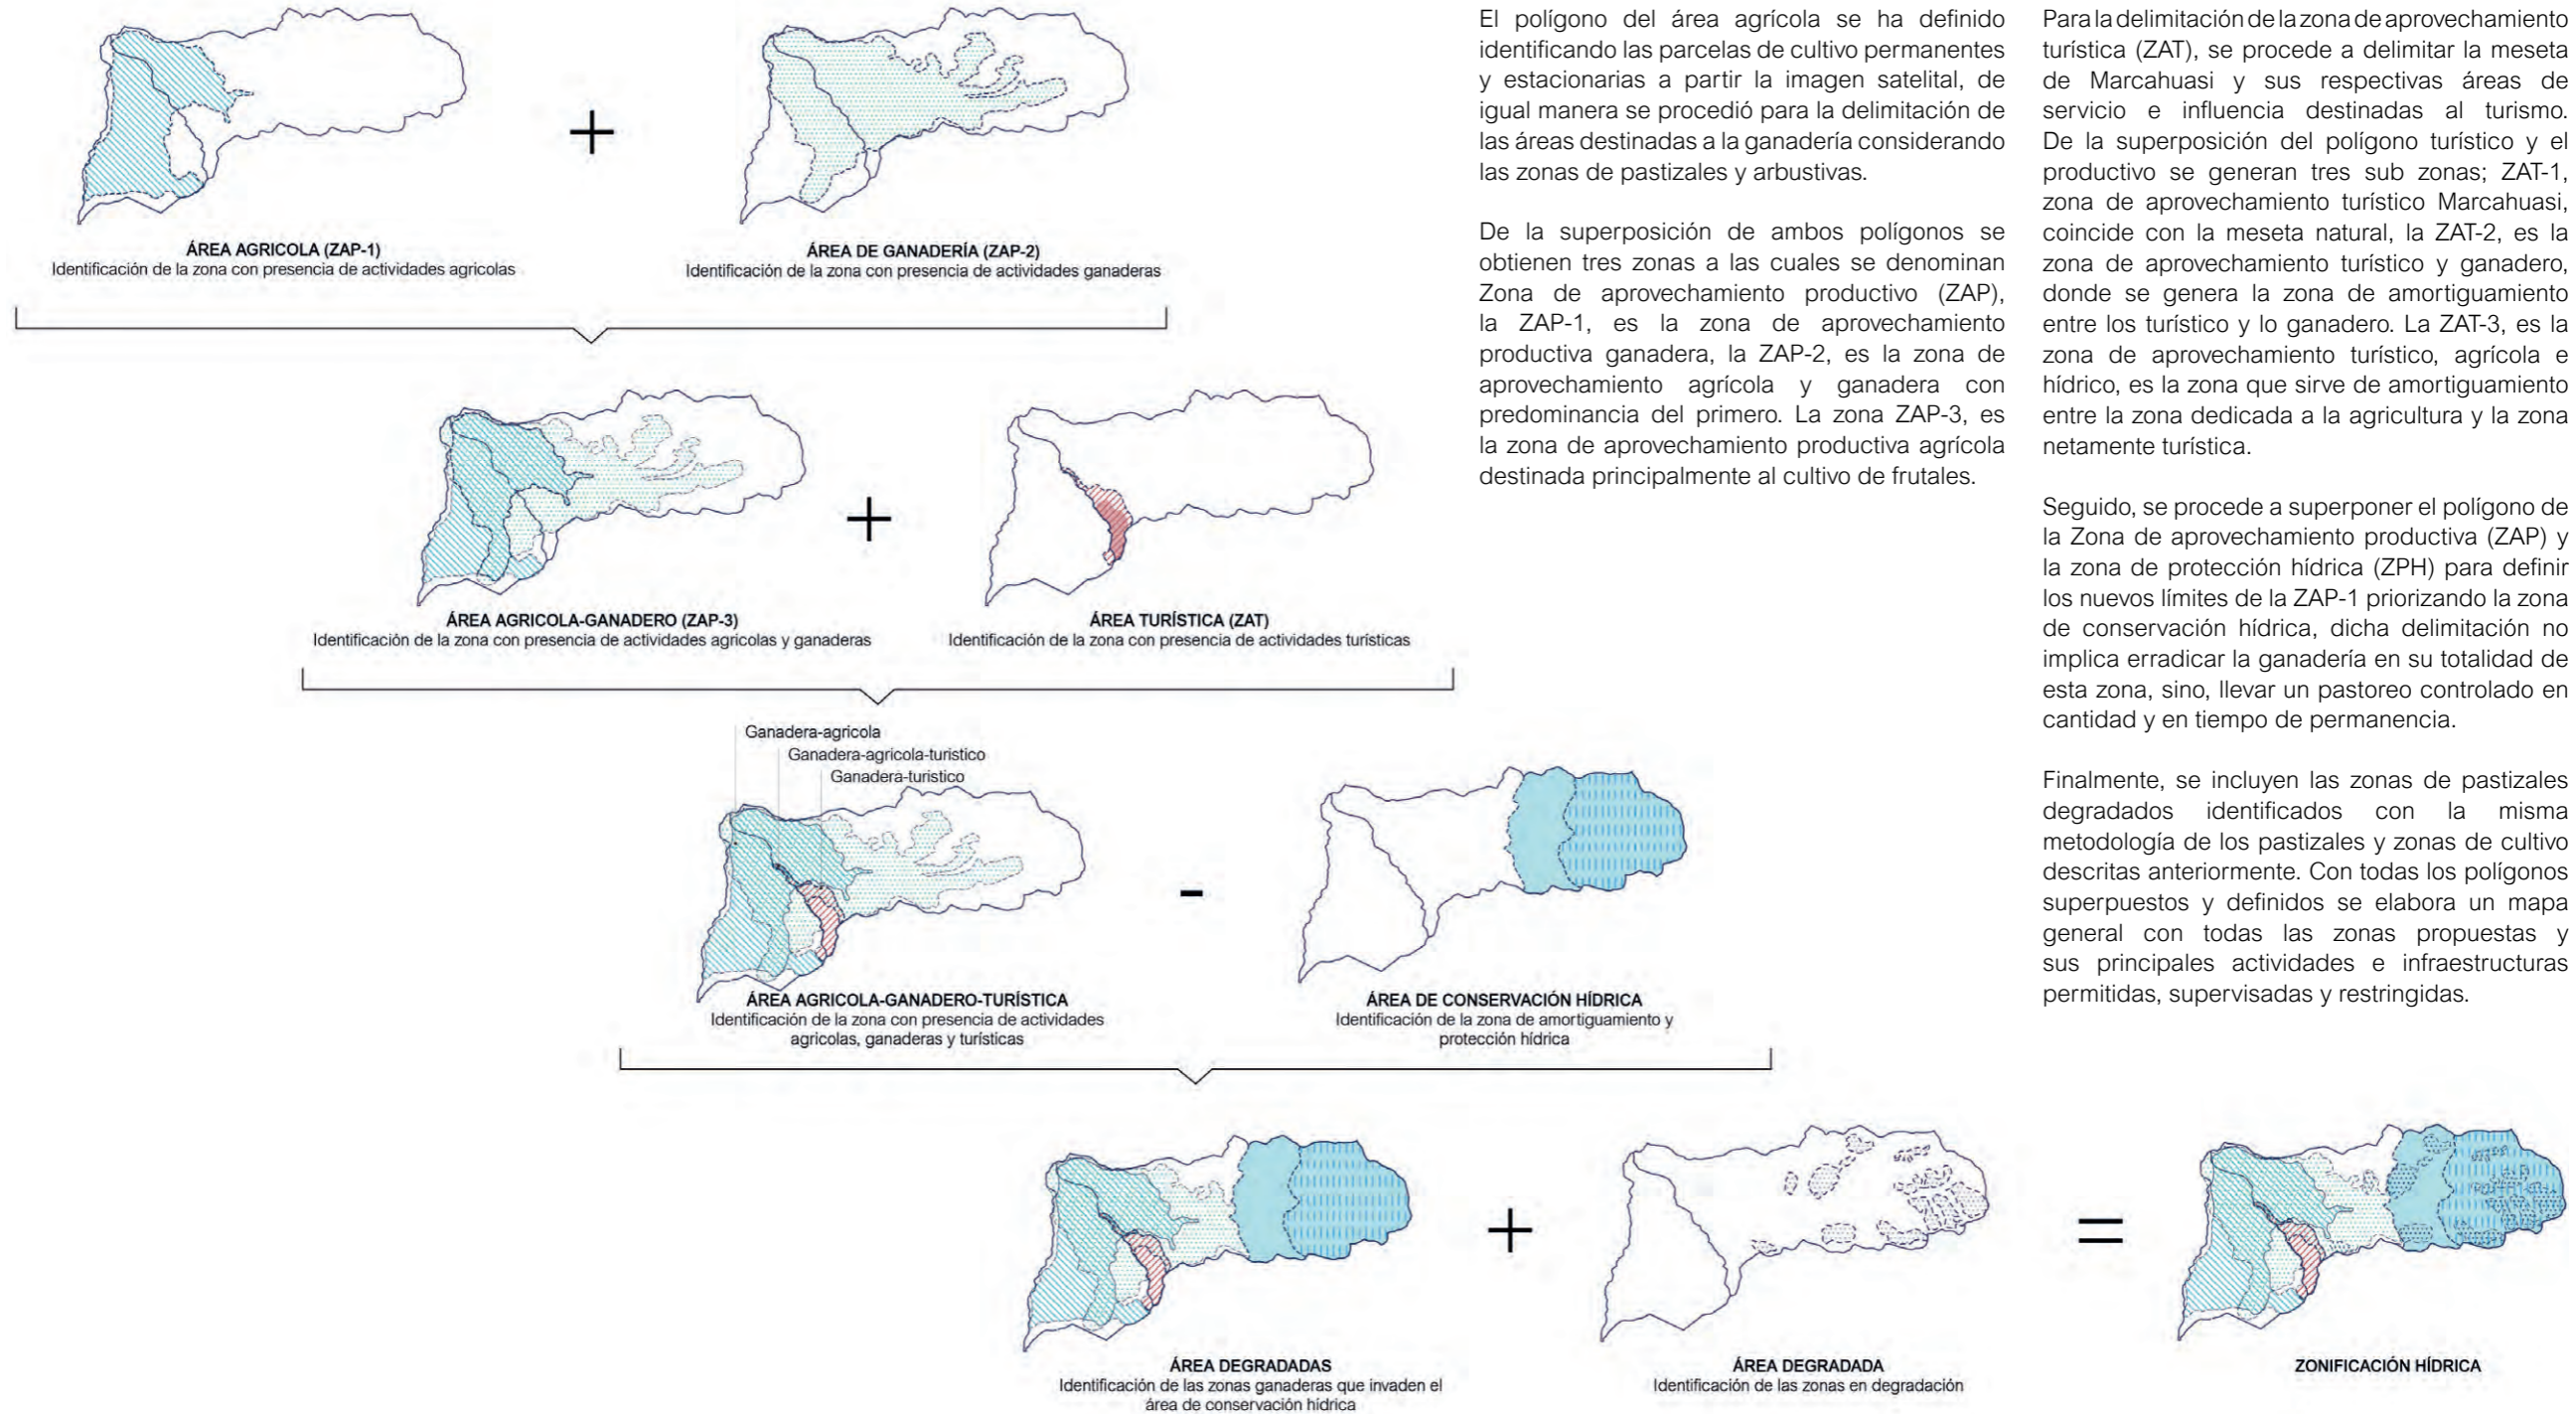 El polígono del área agrícola se ha definido
identificando las parcelas de cultivo permanentes
y estacionarias a partir la imagen satelital, de
igual manera se procedió para la delimitación de
las áreas destinadas a la ganadería considerando
las zonas de pastizales y arbustivas.
De la superposición de ambos polígonos se
obtienen tres zonas a las cuales se denominan
Zona de aprovechamiento productivo (ZAP),
la ZAP-1, es la zona de aprovechamiento
productiva ganadera, la ZAP-2, es la zona de
aprovechamiento agrícola y ganadera con
predominancia del primero. La zona ZAP-3, es
la zona de aprovechamiento productiva agrícola
destinada principalmente al cultivo de frutales.
Para la delimitación de la zona de aprovechamiento
turística (ZAT), se procede a delimitar la meseta
de Marcahuasi y sus respectivas áreas de
servicio e influencia destinadas al turismo.
De la superposición del polígono turístico y el
productivo se generan tres sub zonas; ZAT-1,
zona de aprovechamiento turístico Marcahuasi,
coincide con la meseta natural, la ZAT-2, es la
zona de aprovechamiento turístico y ganadero,
donde se genera la zona de amortiguamiento
entre los turístico y lo ganadero. La ZAT-3, es la
zona de aprovechamiento turístico, agrícola e
hídrico, es la zona que sirve de amortiguamiento
entre la zona dedicada a la agricultura y la zona
netamente turística.
Seguido, se procede a superponer el polígono de
la Zona de aprovechamiento productiva (ZAP) y
la zona de protección hídrica (ZPH) para definir
los nuevos límites de la ZAP-1 priorizando la zona
de conservación hídrica, dicha delimitación no
implica erradicar la ganadería en su totalidad de
esta zona, sino, llevar un pastoreo controlado en
cantidad y en tiempo de permanencia.
Finalmente, se incluyen las zonas de pastizales
degradados identificados con la misma
metodología de los pastizales y zonas de cultivo
descritas anteriormente. Con todas los polígonos
superpuestos y definidos se elabora un mapa
general con todas las zonas propuestas y
sus principales actividades e infraestructuras
permitidas, supervisadas y restringidas.
+
ÁREA AGRICOLA (ZAP-1)
Identificación de la zona con presencia de actividades agricolas
ÁREA DE GANADERÍA (ZAP-2)
Identificación de la zona con presencia de actividades ganaderas
+
ÁREA AGRICOLA-GANADERO (ZAP-3)
Identificación de la zona con presencia de actividades agricolas y ganaderas
ÁREA TURÍSTICA (ZAT)
Identificación de la zona con presencia de actividades turísticas
Ganadera-agricola
Ganadera-agricola-turistico
Ganadera-turistico
-
ÁREA AGRICOLA-GANADERO-TURÍSTICA
Identificación de la zona con presencia de actividades
agricolas, ganaderas y turísticas
ÁREA DE CONSERVACIÓN HÍDRICA
Identificación de la zona de amortiguamiento y
protección hídrica
+
=
ÁREA DEGRADADAS
Identificación de las zonas ganaderas que invaden el
área de conservación hidrica
ÁREA DEGRADADA
Identificación de las zonas en degradación
ZONIFICACIÓN HÍDRICA